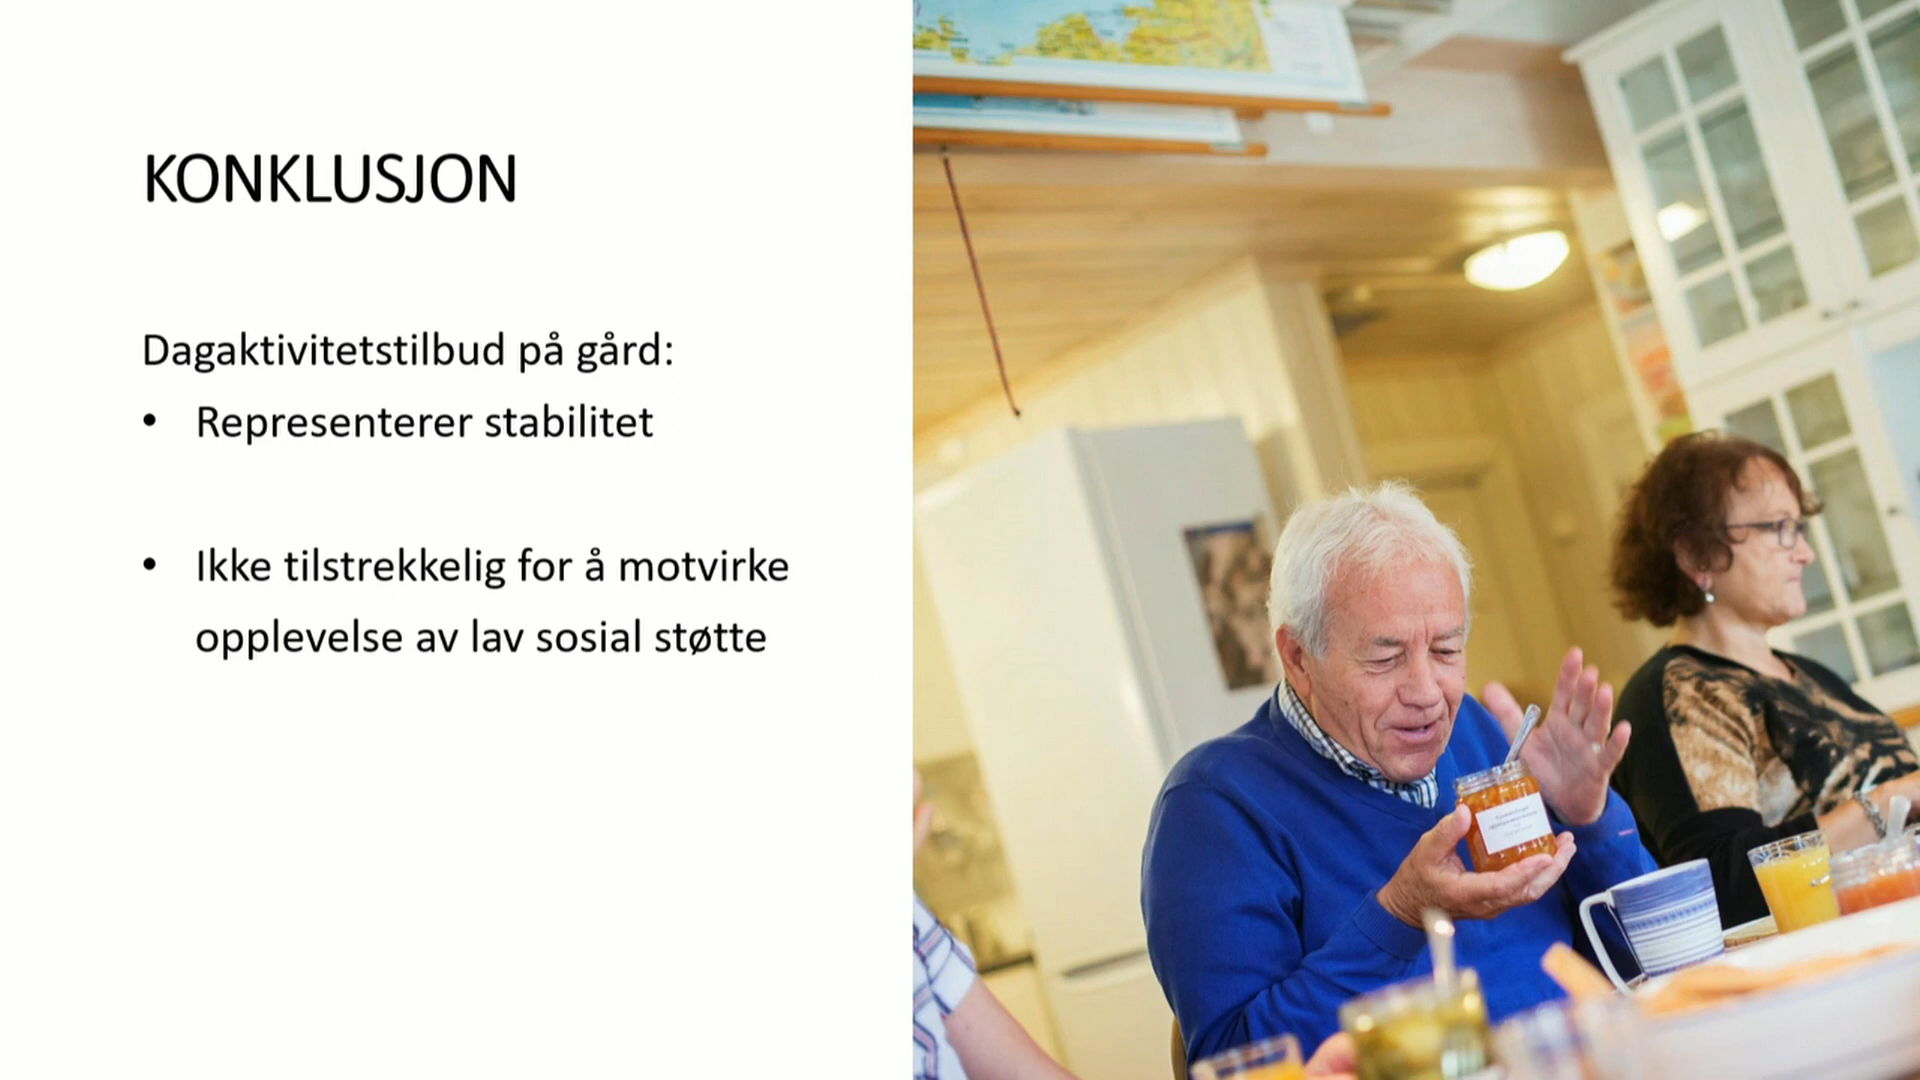 KONKLUSJON
Dagaktivitetstilbud på gård:
• Representerer stabilitet
• Ikke tilstrekkelig for å motvirke
opplevelse av lav sosial støtte